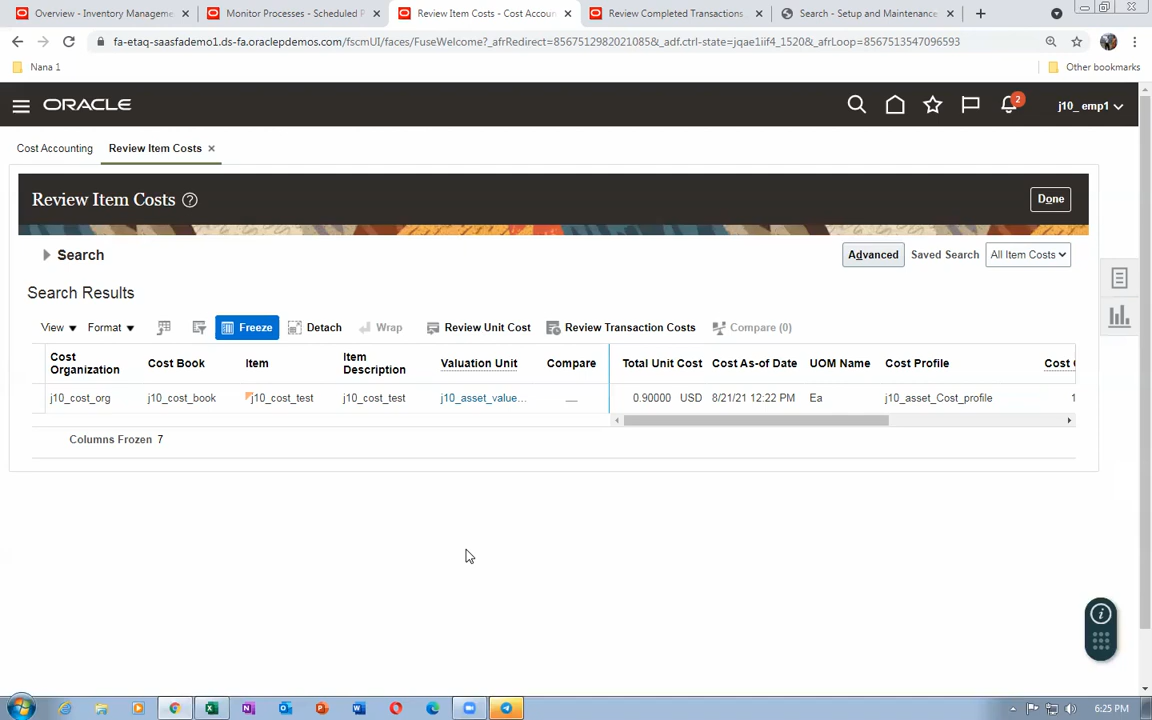 Overview - Inventory Managem
Monitor Processes - Scheduled P
Review Item Costs - Cost Accoun
Review Completed Transactions
Search - Setup and Maintenance
fa-etaq-saasfademo1.ds-fa.oraclepdemos.com/fscmUI/faces/FuseWelcome?_afrRedirect=8567512982021085&_adf.ctrl-state=jqae1iif4_1520&_afrLoop=8567513547096593
Nana 1
Other bookmarks
ORACLE
2
j10_ emp1
Cost Accounting
Review Item Costs
Review Item Costs
Done
Search
Advanced
Saved Search
All Item Costs
Search Results
View
Format
Freeze
Detach
Wrap
Review Unit Cost
Review Transaction Costs
Compare (0)
Cost Organization
Cost Book
Item
Item Description
Valuation Unit
Compare
Total Unit Cost
Cost As-of Date
UOM Name
Cost Profile
Cost
j10_cost_org
j10_cost_book
j10_cost_test
j10_cost_test
j10_asset_value...
0.90000 USD
8/21/21 12:22 PM
Ea
j10_asset_Cost_profile
1
Columns Frozen 7
6:25 PM